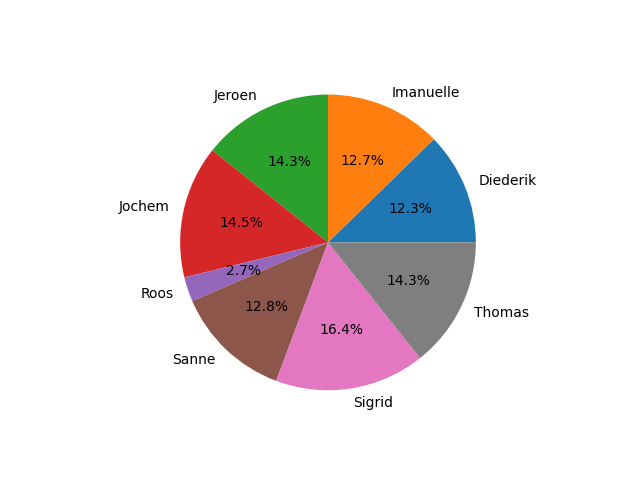 Jeroen
Imanuelle
14.3%
12.7%
Diederik
Jochem
12.3%
14.5%
2.7%
14.3%
Roos
12.8%
Thomas
16.4%
Sanne
Sigrid